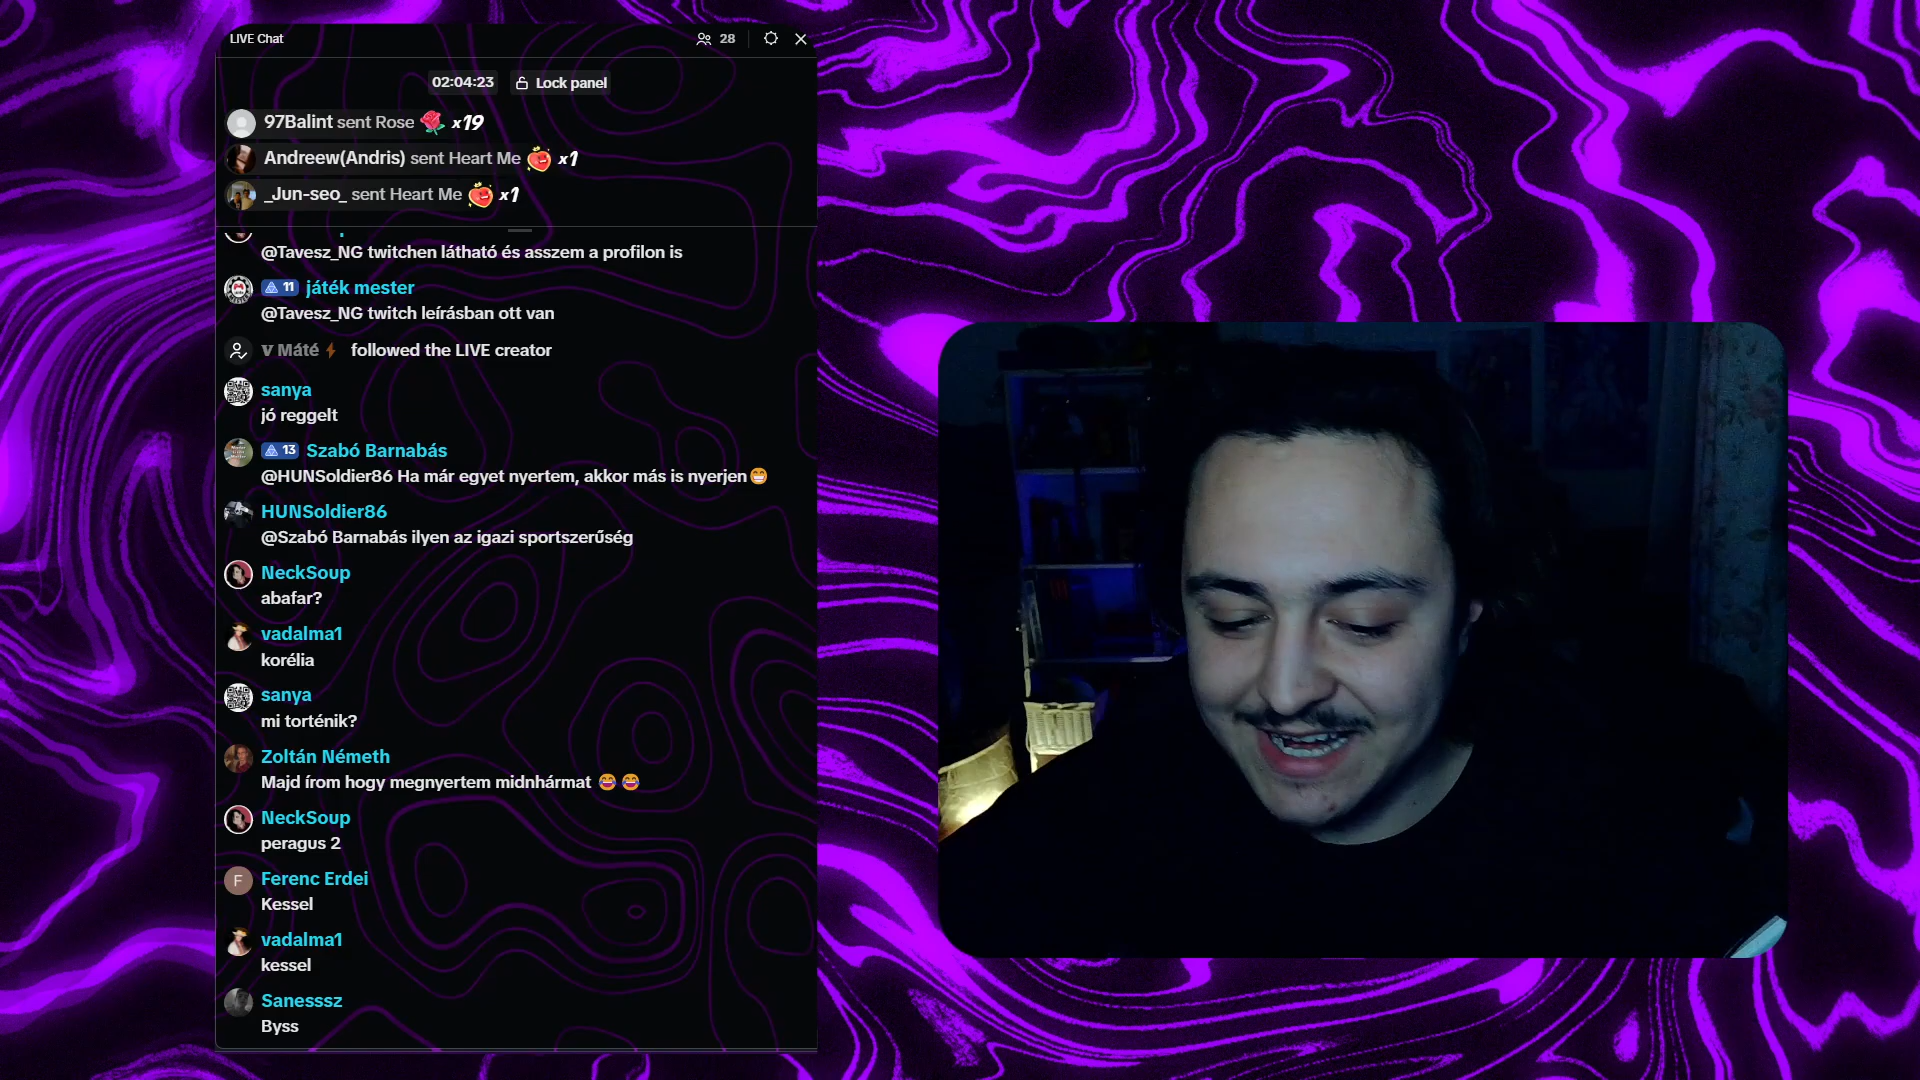 LIVE Chat
28
02:04:23
Lock panel
97Balint sent Rose x19
Andreew(Andris) sent Heart Me x1
_Jun-seo_ sent Heart Me x1
@Tavesz_NG twitchen látható és asszem a profilon is
11 játék mester
@Tavesz_NG twitch leírásban ott van
v Máté⚡ followed the LIVE creator
sanya
jó reggelt
13 Szabó Barnabás
@HUNSoldier86 Ha már egyet nyertem, akkor más is nyerjen😁
HUNSoldier86
@Szabó Barnabás ilyen az igazi sportszerűség
NeckSoup
abafar?
vadalma1
korélia
sanya
mi torténik?
Zoltán Németh
Majd írom hogy megnyertem midnhármat 😂 😂
NeckSoup
peragus 2
F Ferenc Erdei
Kessel
vadalma1
kessel
Sanesssz
Byss